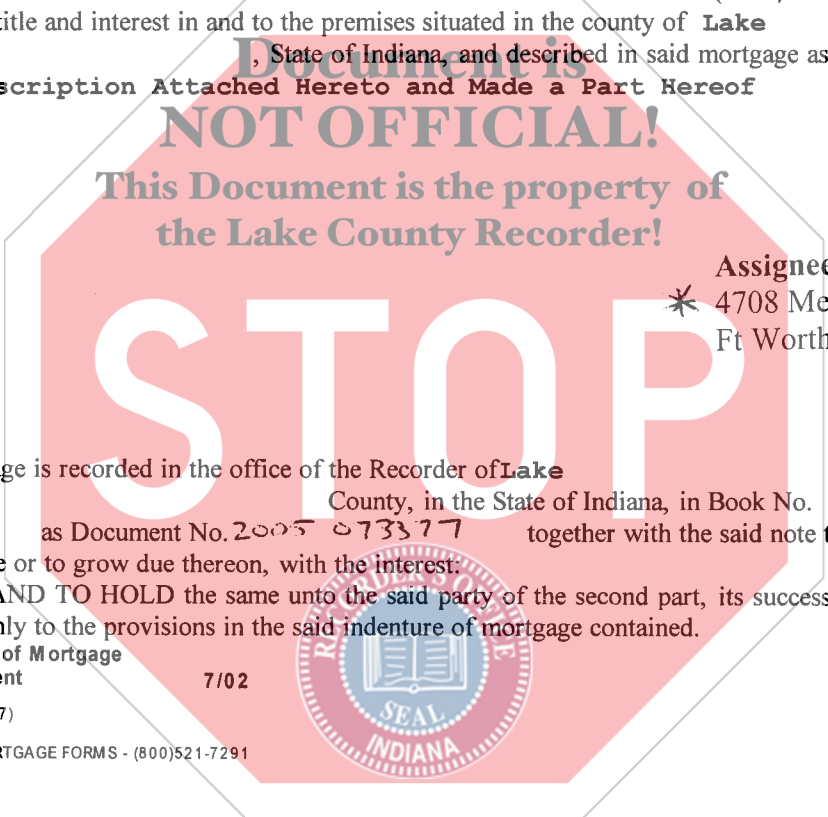 title and interest in and to the premises situated in the county of Lake
Document is
, State of Indiana, and described in said mortgage as
scription Attached Hereto and Made a Part Hereof
NOT OFFICIAL!
This Document is the property of
the Lake County Recorder!
Assignee
* 4708 Me
Ft Worth
STOP
ge is recorded in the office of the Recorder of Lake
County, in the State of Indiana, in Book No.
as Document No. 2005 073377 together with the said note t
e or to grow due thereon, with the interest:
AND TO HOLD the same unto the said party of the second part, its success
nly to the provisions in the said indenture of mortgage contained.
of Mortgage
ent 7/02
7)
RTGAGE FORMS - (800)521-7291
RECORDER'S OFFICE
SEAL
INDIANA